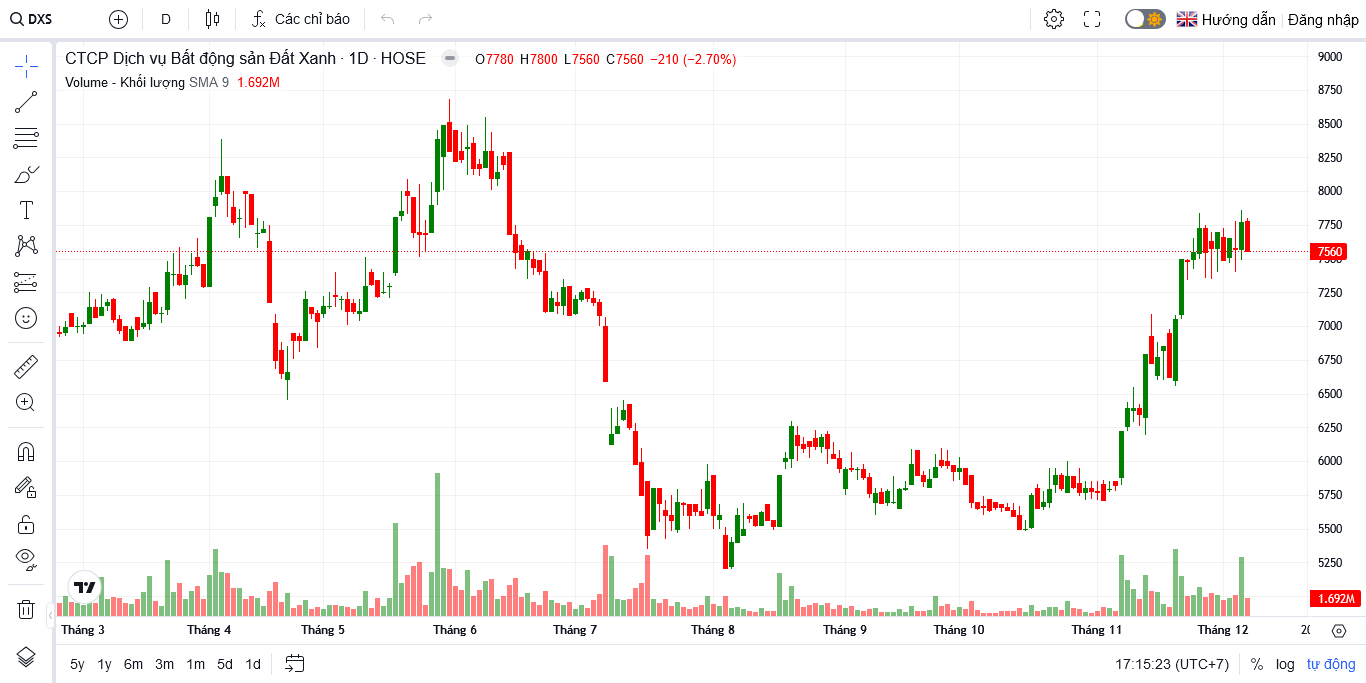 DXS D Các chỉ báo Hướng dẫn Đăng nhập
CTCP Dịch vụ Bất động sản Đất Xanh · 1D · HOSE O7780 H7800 L7560 C7560 −210 (−2.70%)
Volume - Khối lượng SMA 9 1.692M
9000
8750
8500
8250
8000
7750
7560
7500
7250
7000
6750
6500
6250
6000
5750
5500
5250
1.692M
Tháng 3 Tháng 4 Tháng 5 Tháng 6 Tháng 7 Tháng 8 Tháng 9 Tháng 10 Tháng 11 Tháng 12
5y 1y 6m 3m 1m 5d 1d 17:15:23 (UTC+7) % log tự động